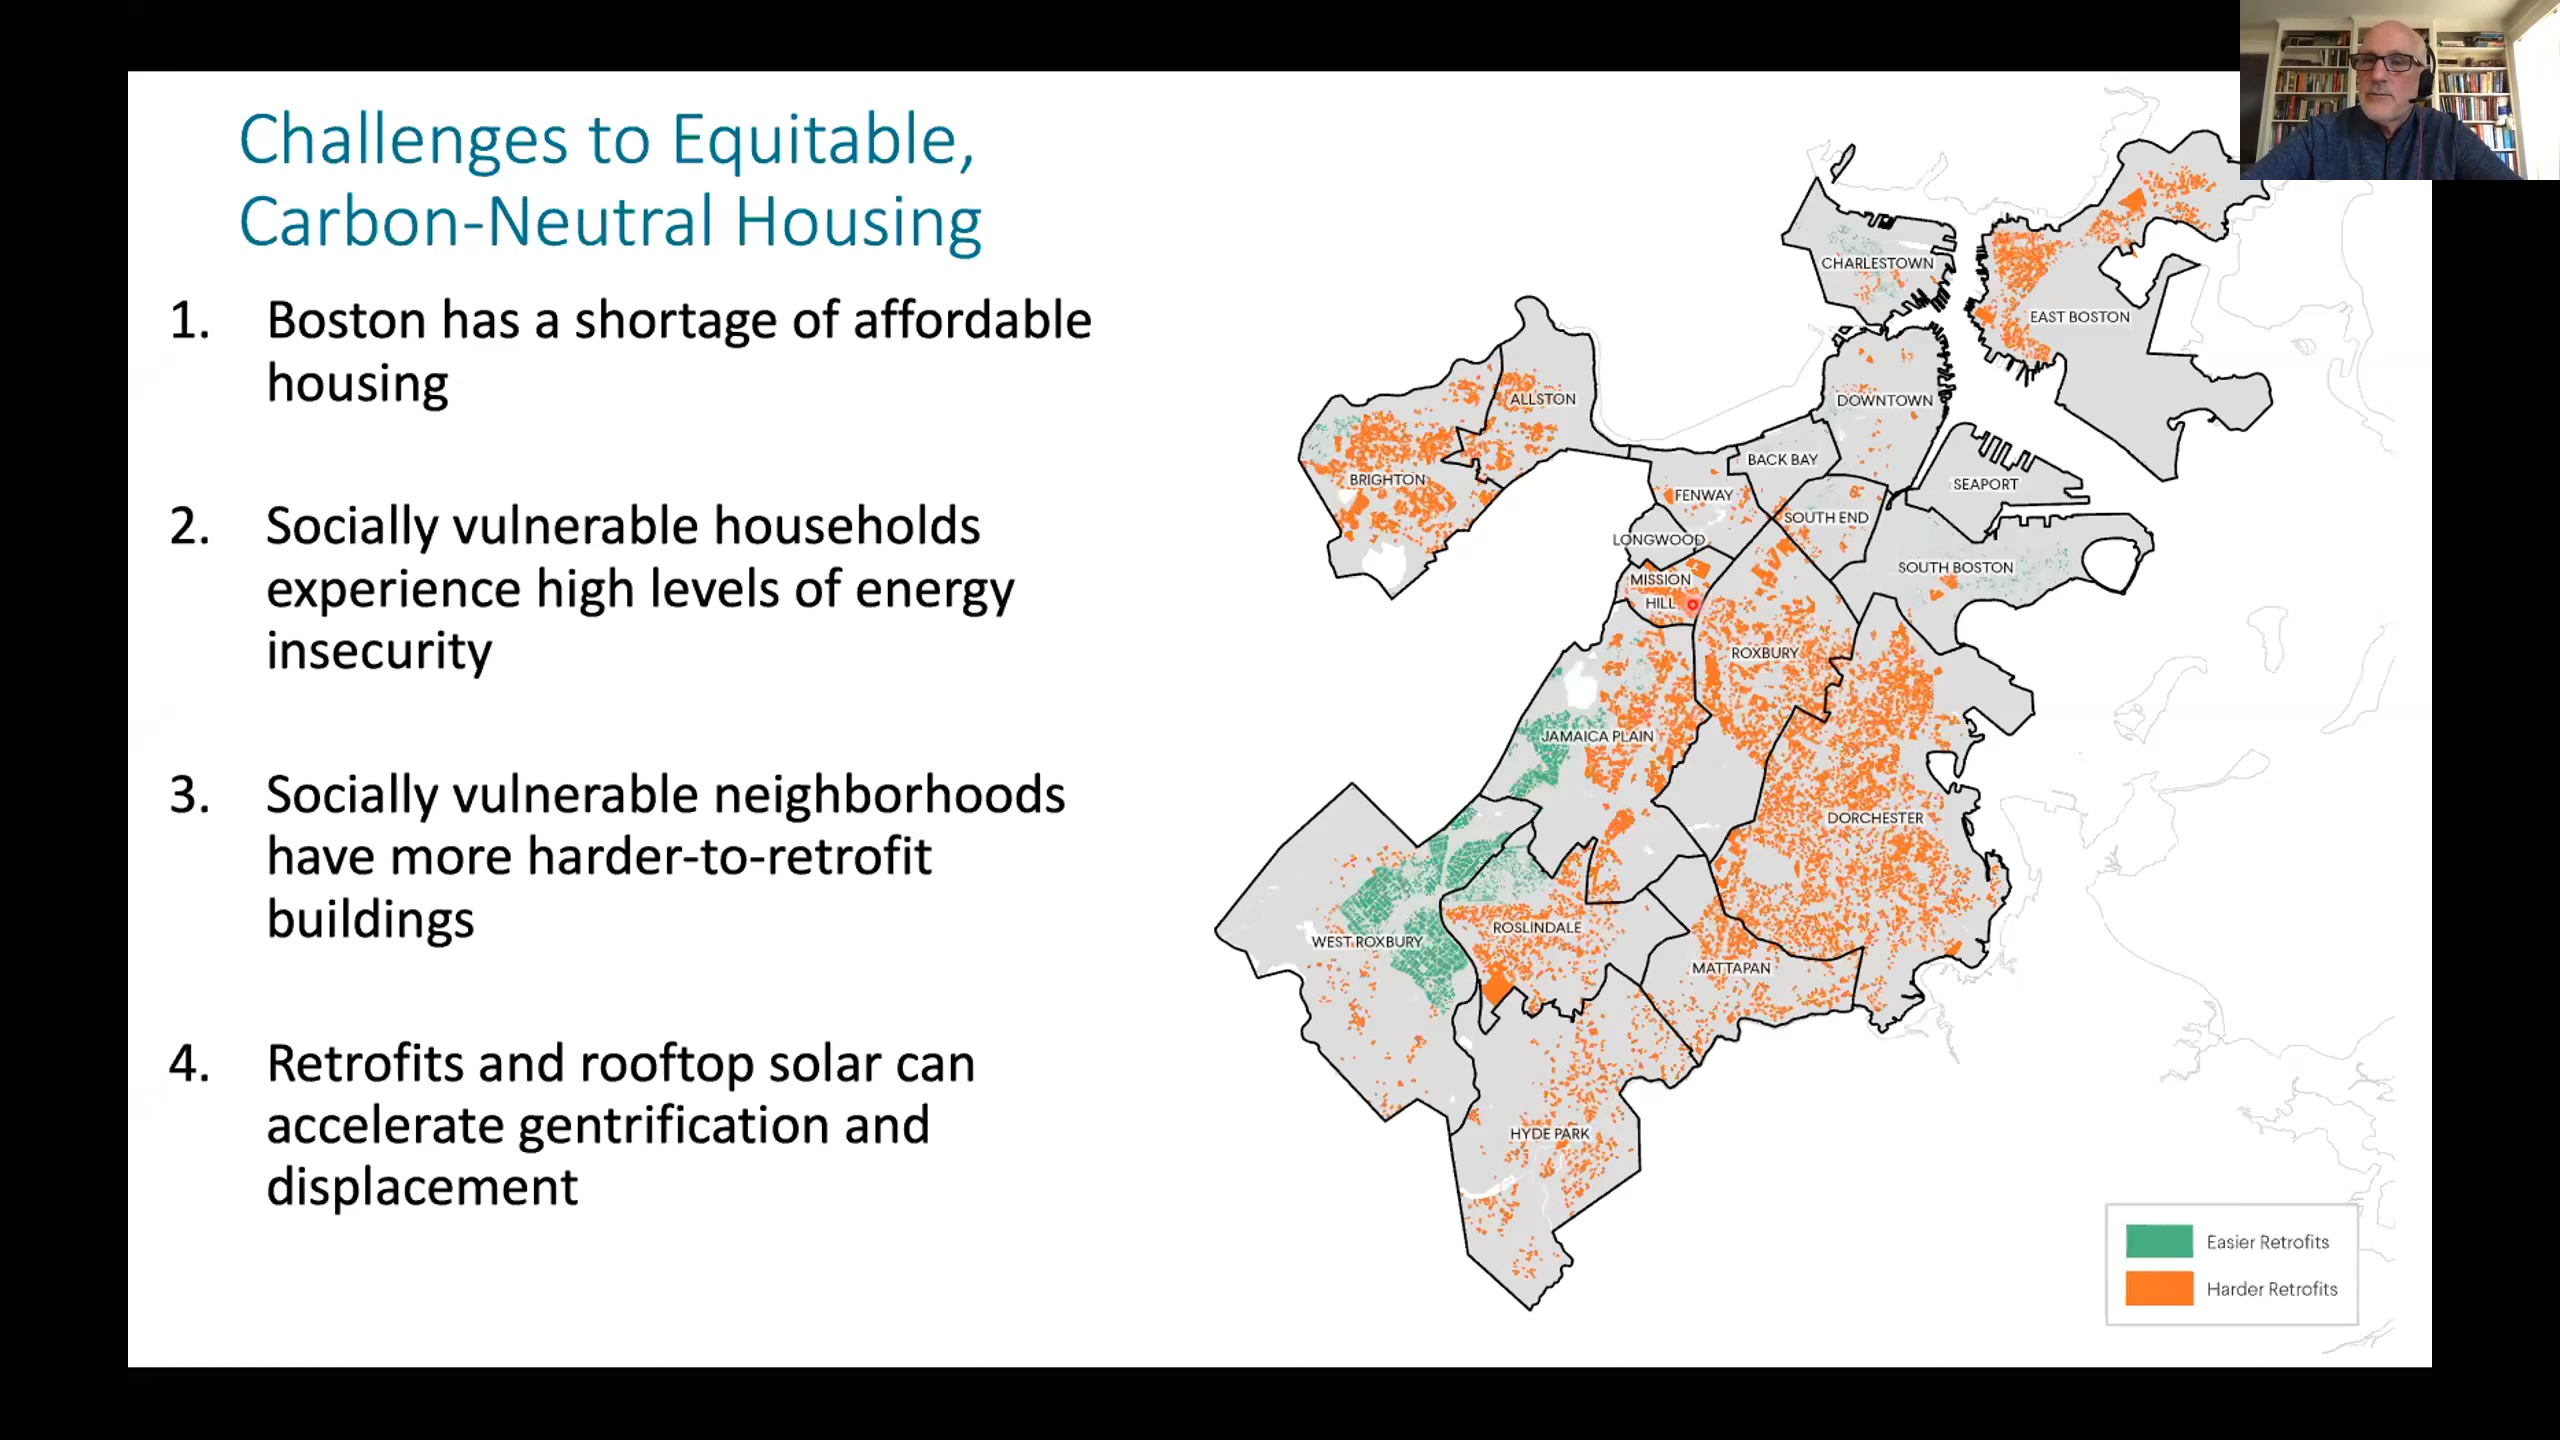 Challenges to Equitable,
Carbon-Neutral Housing
1. Boston has a shortage of affordable
housing
2. Socially vulnerable households
experience high levels of energy
insecurity
3. Socially vulnerable neighborhoods
have more harder-to-retrofit
buildings
4. Retrofits and rooftop solar can
accelerate gentrification and
displacement
CHARLESTOWN
EAST BOSTON
ALLSTON
DOWNTOWN
BACK BAY
BRIGHTON
SEAPORT
FENWAY
SOUTH END
LONGWOOD
SOUTH BOSTON
MISSION
HILL
ROXBURY
JAMAICA PLAIN
DORCHESTER
ROSLINDALE
WEST ROXBURY
MATTAPAN
HYDE PARK
Easier Retrofits
Harder Retrofits